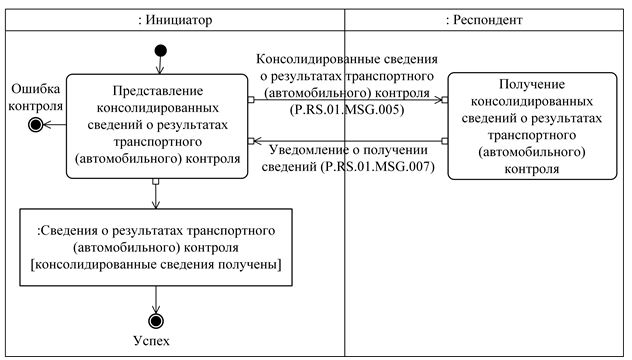 : Инициатор
: Респондент
Ошибка
контроля
Представление
консолидированных
сведений о результатах
транспортного
(автомобильного) контроля
Консолидированные сведения
о результатах транспортного
(автомобильного) контроля
(P.RS.01.MSG.005)
Уведомление о получении
сведений (P.RS.01.MSG.007)
Получение
консолидированных
сведений о результатах
транспортного
(автомобильного)
контроля
:Сведения о результатах транспортного
(автомобильного) контроля
[консолидированные сведения получены]
Успех